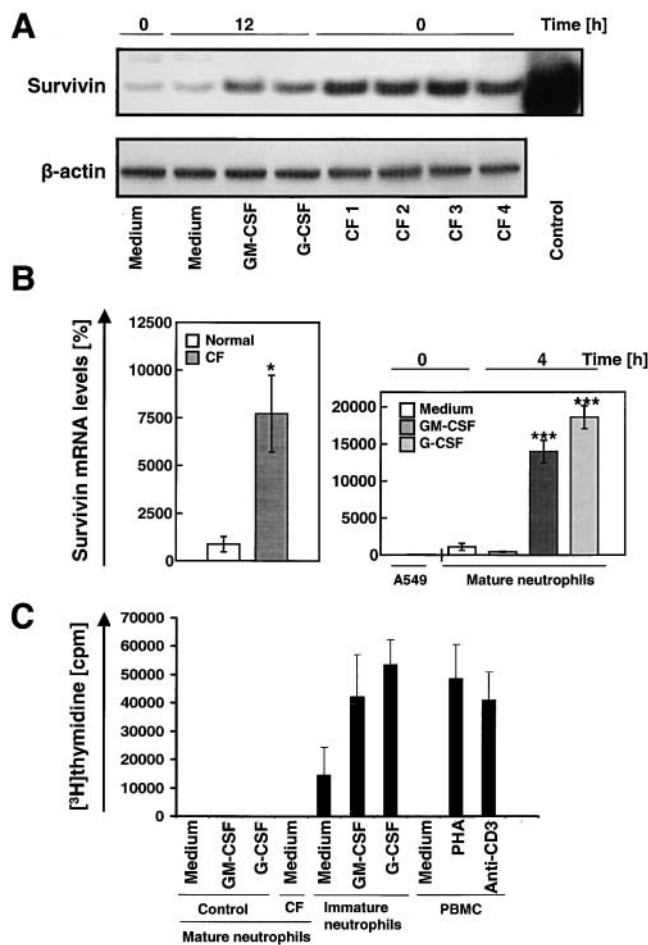 A
0 12 0 Time [h]
Survivin
β-actin
Medium Medium GM-CSF G-CSF CF 1 CF 2 CF 3 CF 4 Control
B
Survivin mRNA levels [%]
12500
10000
7500
5000
2500
0
Normal
CF
*
0 4 Time [h]
20000
15000
10000
5000
0
Medium
GM-CSF
G-CSF
*** ***
A549 Mature neutrophils
C
[³H]thymidine [cpm]
70000
60000
50000
40000
30000
20000
10000
0
Medium GM-CSF G-CSF Medium Medium GM-CSF G-CSF Medium PHA Anti-CD3
Control CF Immature neutrophils PBMC
Mature neutrophils